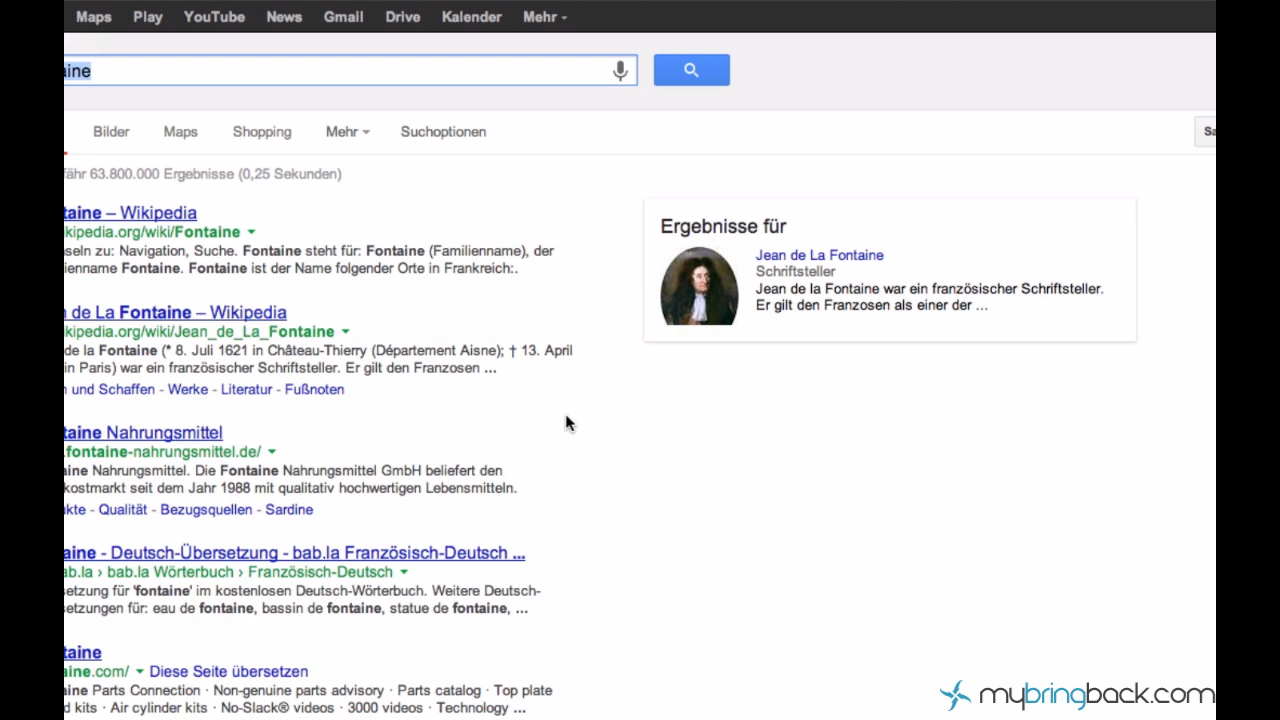 Maps Play YouTube News Gmail Drive Kalender Mehr
aine
Bilder Maps Shopping Mehr Suchoptionen
Sa
fähr 63.800.000 Ergebnisse (0,25 Sekunden)
taine – Wikipedia
kipedia.org/wiki/Fontaine
seln zu: Navigation, Suche. Fontaine steht für: Fontaine (Familienname), der
ienname Fontaine. Fontaine ist der Name folgender Orte in Frankreich:.
n de La Fontaine – Wikipedia
kipedia.org/wiki/Jean_de_La_Fontaine
de la Fontaine (* 8. Juli 1621 in Château-Thierry (Département Aisne); † 13. April
in Paris) war ein französischer Schriftsteller. Er gilt den Franzosen ...
n und Schaffen - Werke - Literatur - Fußnoten
taine Nahrungsmittel
.fontaine-nahrungsmittel.de/
aine Nahrungsmittel. Die Fontaine Nahrungsmittel GmbH beliefert den
kostmarkt seit dem Jahr 1988 mit qualitativ hochwertigen Lebensmitteln.
ukte - Qualität - Bezugsquellen - Sardine
aine - Deutsch-Übersetzung - bab.la Französisch-Deutsch ...
ab.la › bab.la Wörterbuch › Französisch-Deutsch
setzung für 'fontaine' im kostenlosen Deutsch-Wörterbuch. Weitere Deutsch-
setzungen für: eau de fontaine, bassin de fontaine, statue de fontaine, ...
taine
aine.com/ Diese Seite übersetzen
aine Parts Connection · Non-genuine parts advisory · Parts catalog · Top plate
d kits · Air cylinder kits · No-Slack® videos · 3000 videos · Technology ...
Ergebnisse für
Jean de La Fontaine
Schriftsteller
Jean de la Fontaine war ein französischer Schriftsteller.
Er gilt den Franzosen als einer der ...
mybringback.com